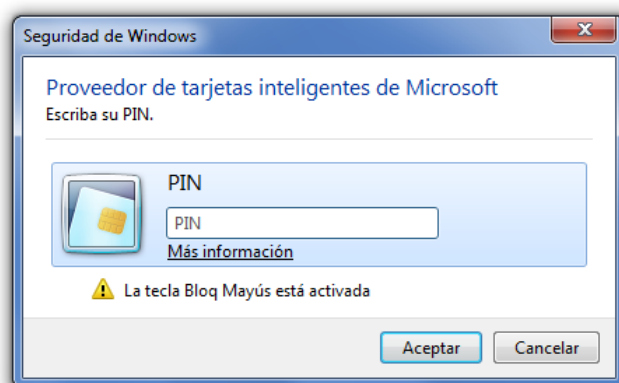 Seguridad de Windows
Proveedor de tarjetas inteligentes de Microsoft
Escriba su PIN.
PIN
PIN
Más información
La tecla Bloq Mayús está activada
Aceptar Cancelar